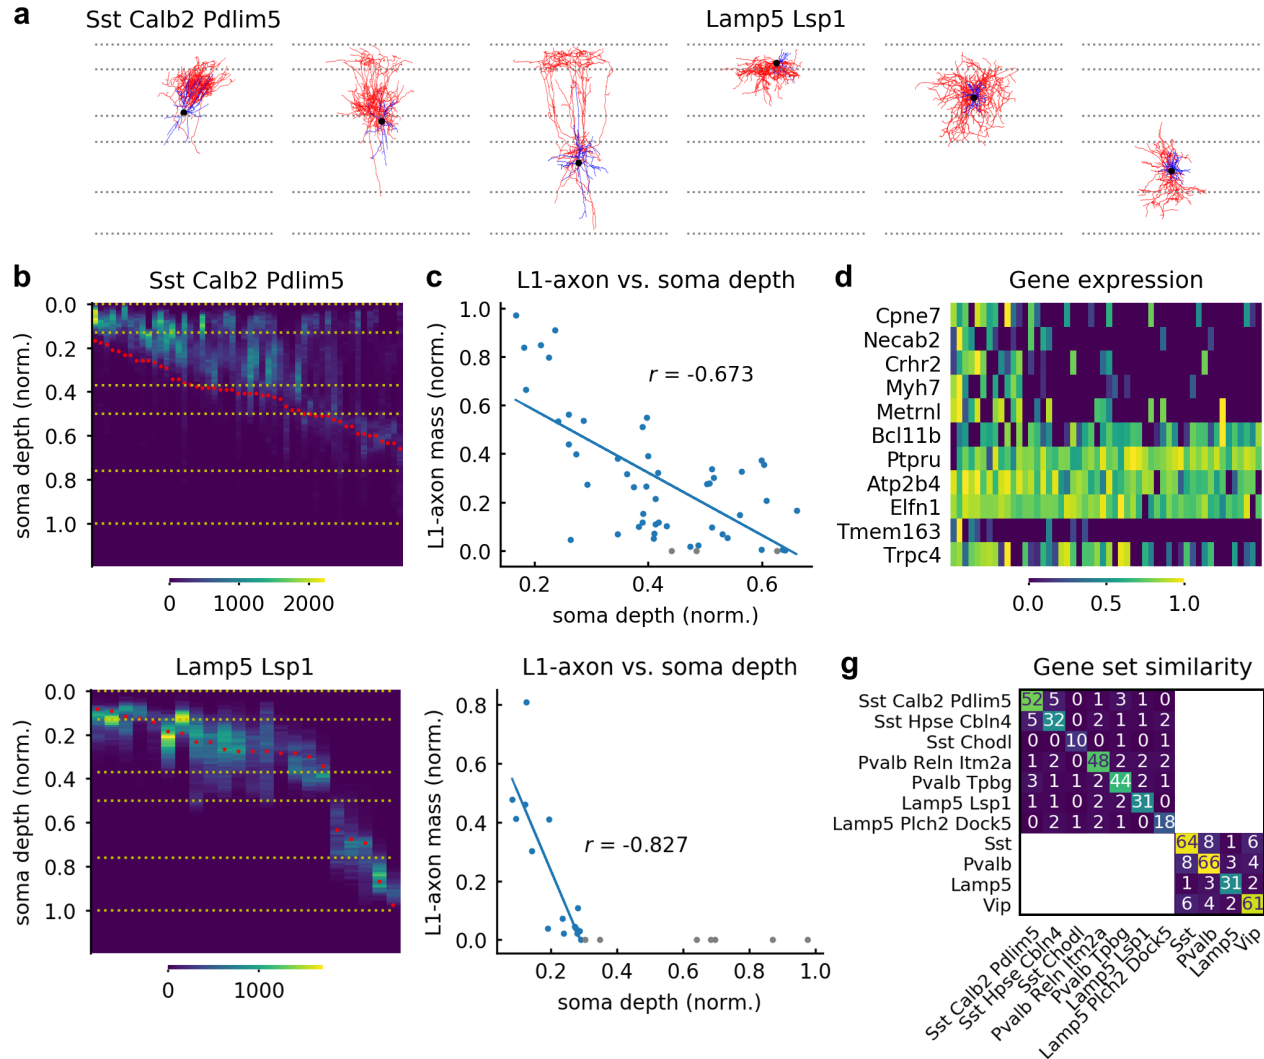 a
Sst Calb2 Pdlim5
Lamp5 Lsp1
b
Sst Calb2 Pdlim5
soma depth (norm.)
0.0
0.2
0.4
0.6
0.8
1.0
0 1000 2000
c
L1-axon vs. soma depth
L1-axon mass (norm.)
1.0
0.8
0.6
0.4
0.2
0.0
r = -0.673
0.2 0.4 0.6
soma depth (norm.)
d
Gene expression
Cpne7
Necab2
Crhr2
Myh7
Metrnl
Bcl11b
Ptpru
Atp2b4
Elfn1
Tmem163
Trpc4
0.0 0.5 1.0
Lamp5 Lsp1
soma depth (norm.)
0.0
0.2
0.4
0.6
0.8
1.0
0 1000
L1-axon vs. soma depth
L1-axon mass (norm.)
0.8
0.6
0.4
0.2
0.0
r = -0.827
0.2 0.4 0.6 0.8 1.0
soma depth (norm.)
g
Gene set similarity
Sst Calb2 Pdlim5 52 5 0 1 3 1 0
Sst Hpse Cbln4 5 32 0 2 1 1 2
Sst Chodl 0 0 10 0 1 0 1
Pvalb Reln Itm2a 1 2 0 48 2 2 2
Pvalb Tpbg 3 1 1 2 44 2 1
Lamp5 Lsp1 1 1 0 2 2 31 0
Lamp5 Plch2 Dock5 0 2 1 2 1 0 18
Sst 64 8 1 6
Pvalb 8 66 3 4
Lamp5 1 3 31 2
Vip 6 4 2 61
Sst Calb2 Pdlim5
Sst Hpse Cbln4
Sst Chodl
Pvalb Reln Itm2a
Pvalb Tpbg
Lamp5 Lsp1
Lamp5 Plch2 Dock5
Sst
Pvalb
Lamp5
Vip